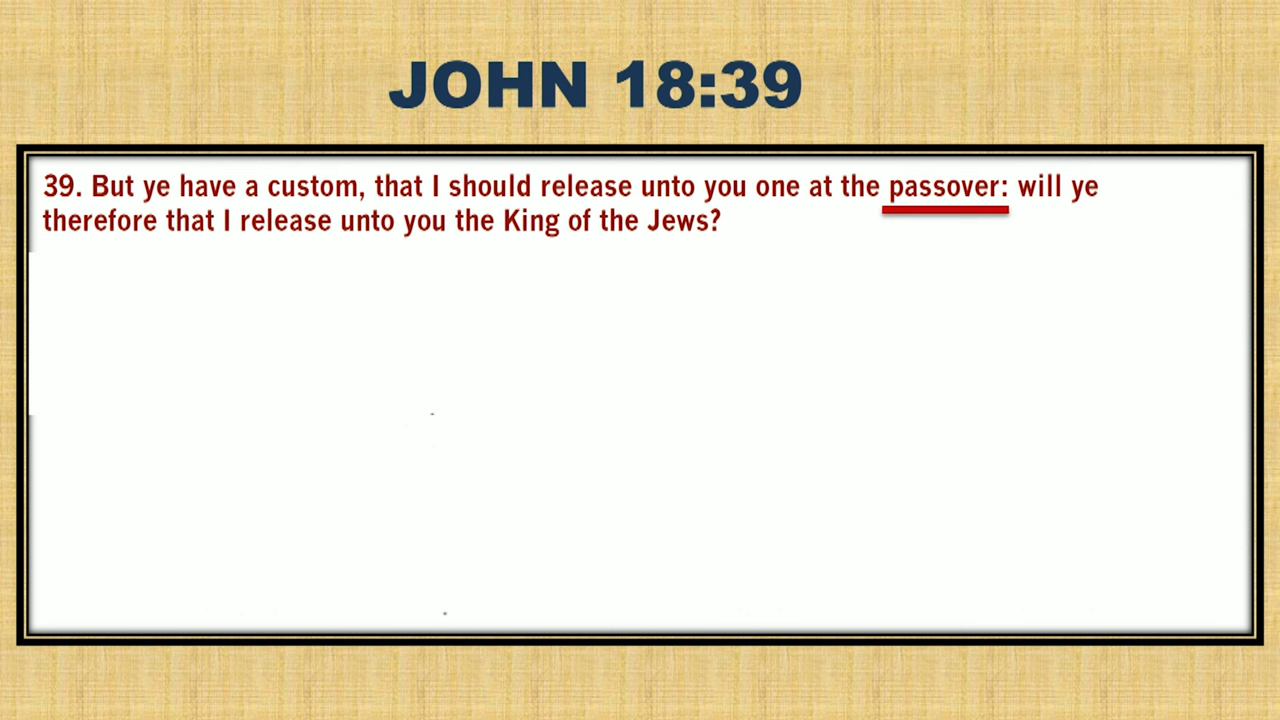 JOHN 18:39
39. But ye have a custom, that I should release unto you one at the passover: will ye
therefore that I release unto you the King of the Jews?